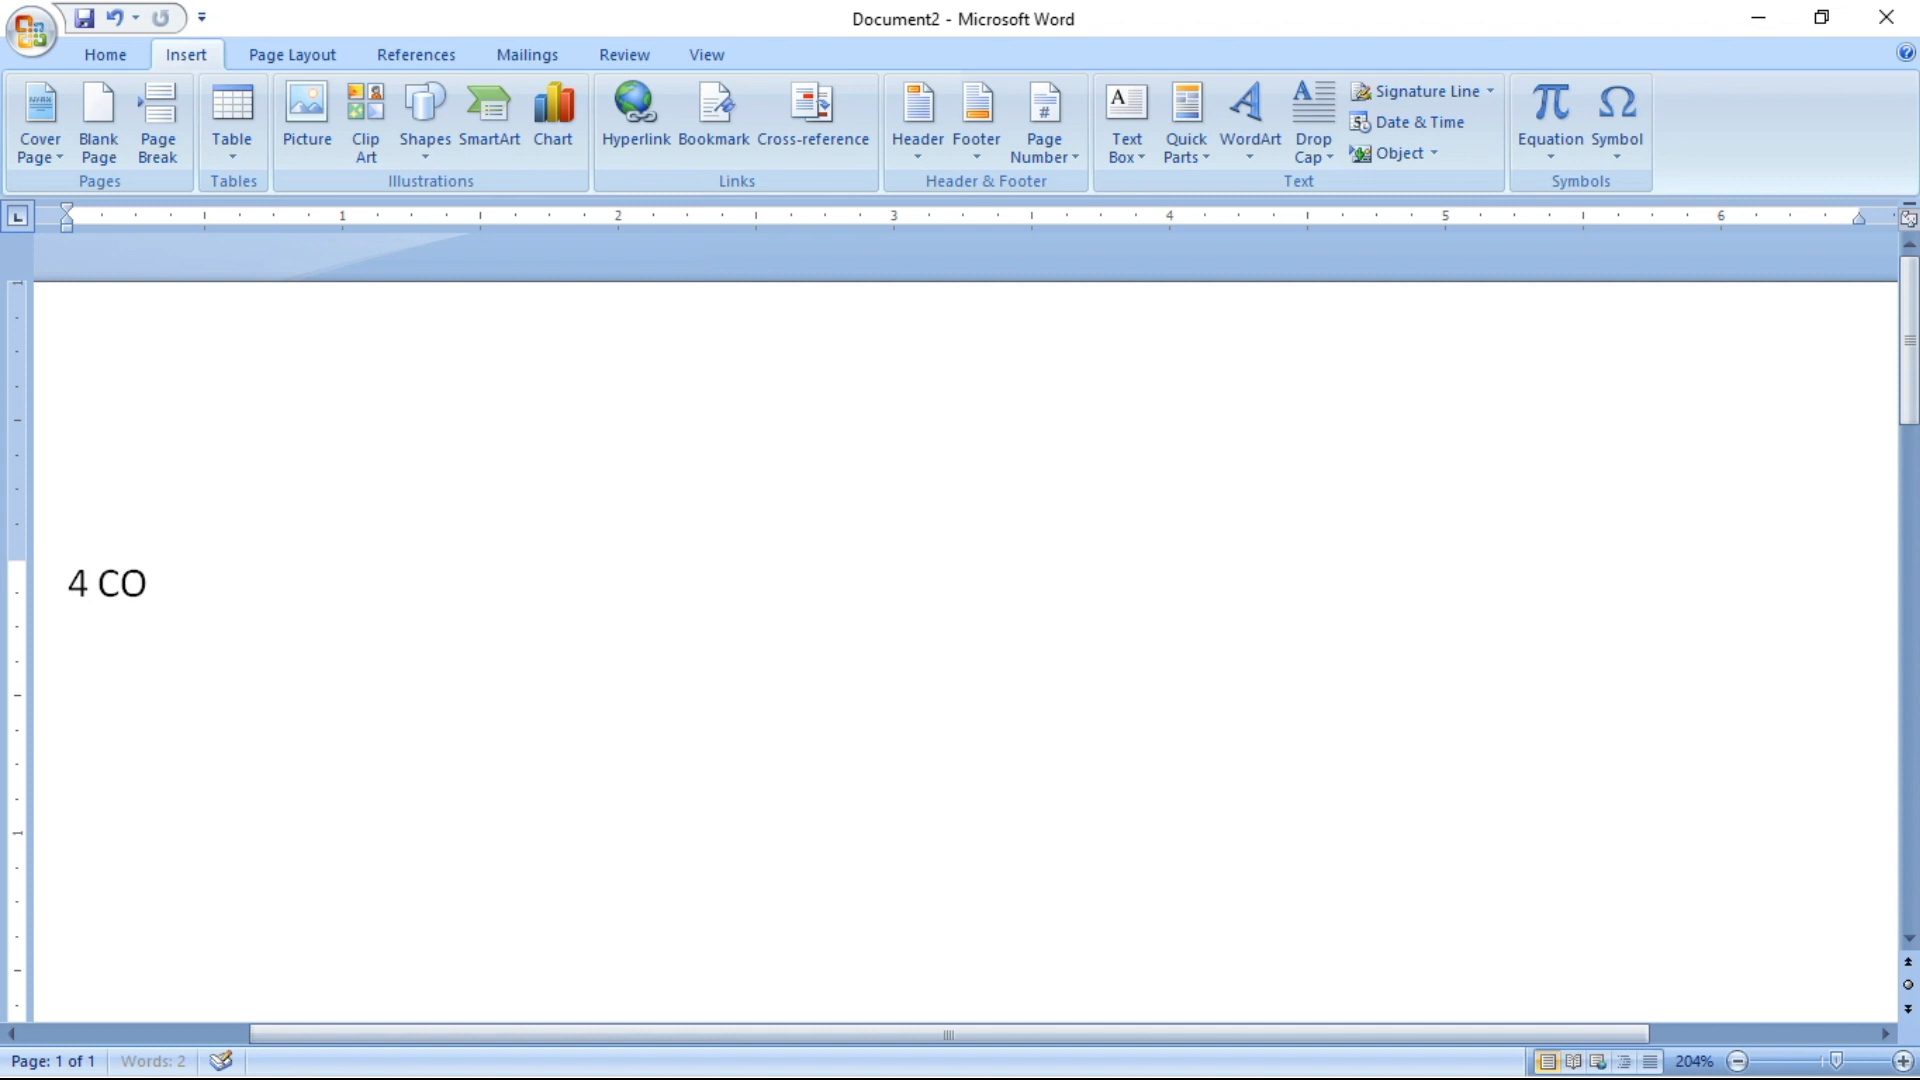 Document2 - Microsoft Word
Home Insert Page Layout References Mailings Review View
Cover Page Blank Page Page Break Table Picture Clip Art Shapes SmartArt Chart Hyperlink Bookmark Cross-reference Header Footer Page Number Text Box Quick Parts WordArt Drop Cap Signature Line Date & Time Object Equation Symbol
Pages Tables Illustrations Links Header & Footer Text Symbols
1 2 3 4 5 6
1
4 CO
1
Page: 1 of 1 Words: 2 204%